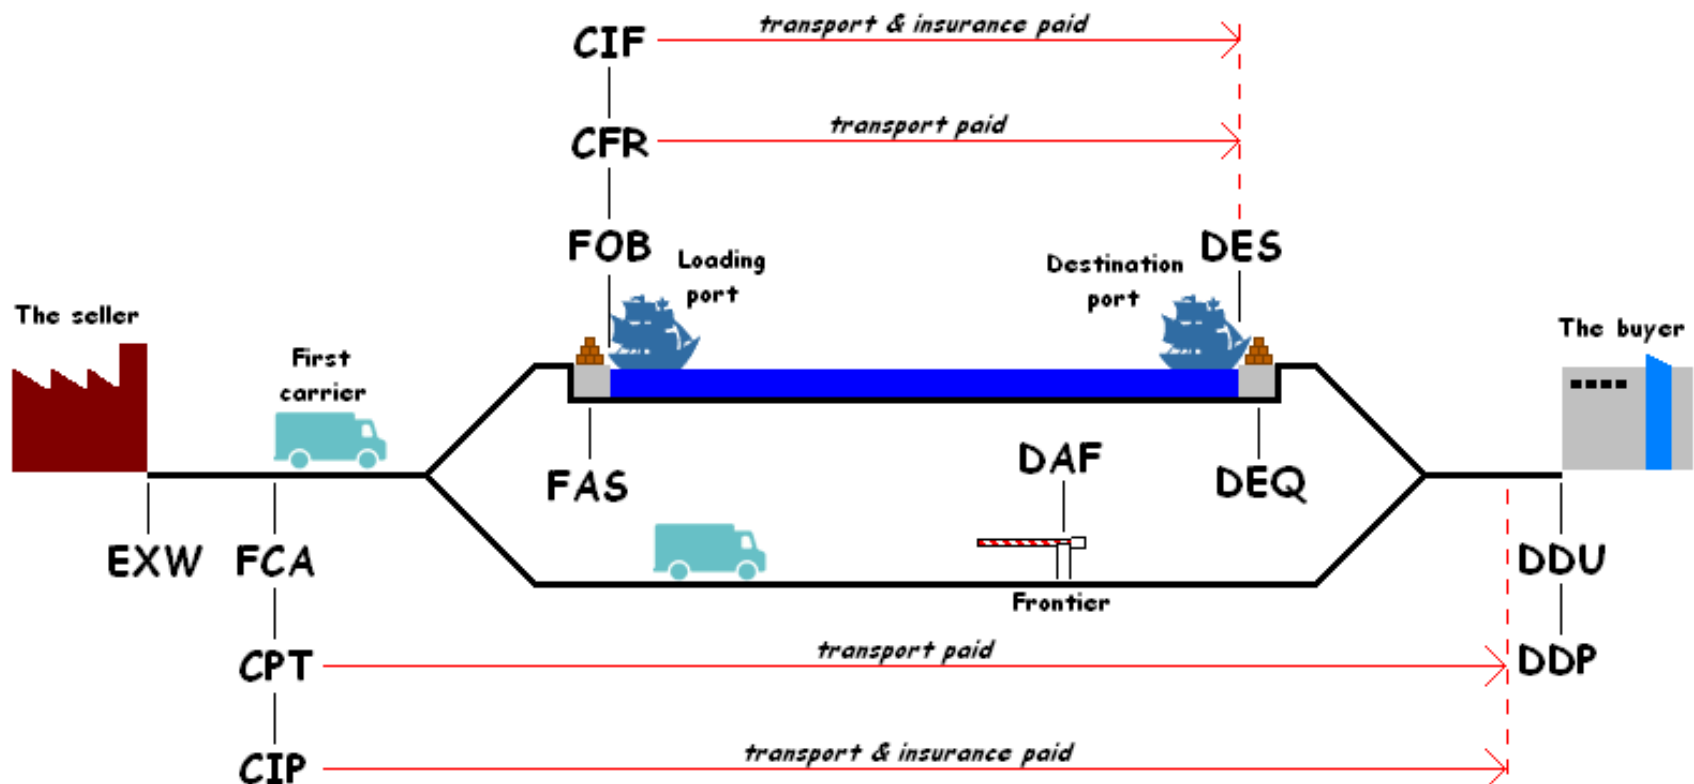 CIF
transport & insurance paid
CFR
transport paid
FOB
Loading
port
Destination
port
DES
The seller
First
carrier
The buyer
FAS
DAF
DEQ
EXW
FCA
Frontier
DDU
CPT
transport paid
DDP
CIP
transport & insurance paid